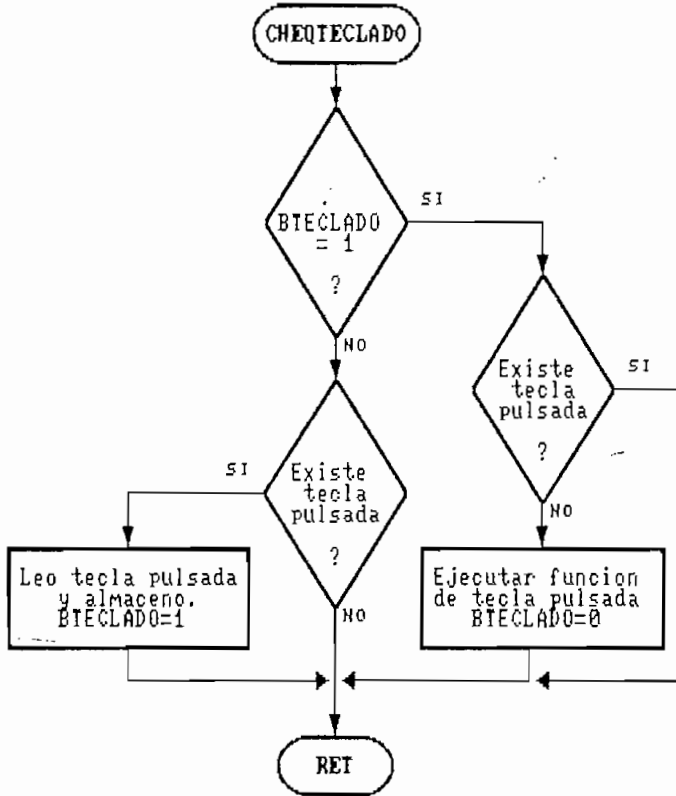 CHEQTECLADO
BTECLADO
= 1
?
SI
NO
Existe
tecla
pulsada
?
SI
NO
Existe
tecla
pulsada
?
SI
NO
Leo tecla pulsada
y almaceno.
BTECLADO=1
Ejecutar funcion
de tecla pulsada
BTECLADO=0
RET